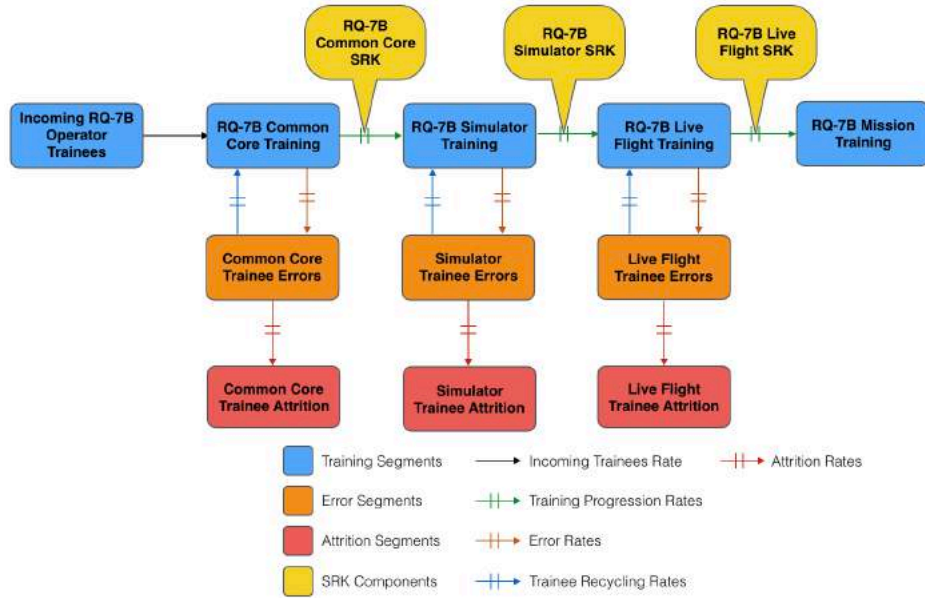 RQ-7B
Common Core
SRK
RQ-7B
Simulator SRK
RQ-7B Live
Flight SRK
Incoming RQ-7B
Operator
Trainees
RQ-7B Common
Core Training
RQ-7B Simulator
Training
RQ-7B Live
Flight Training
RQ-7B Mission
Training
Common Core
Trainee Errors
Simulator
Trainee Errors
Live Flight
Trainee Errors
Common Core
Trainee Attrition
Simulator
Trainee Attrition
Live Flight
Trainee Attrition
Training Segments
Incoming Trainees Rate
Attrition Rates
Error Segments
Training Progression Rates
Attrition Segments
Error Rates
SRK Components
Trainee Recycling Rates